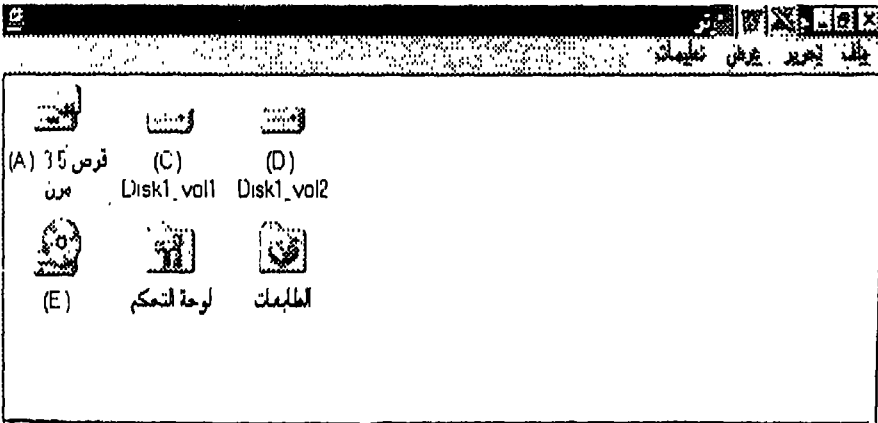 ملف تحرير عرض تعليمات
قرص 3.5 (A)
مرن
(C)
Disk1_vol1
(D)
Disk1_vol2
(E)
لوحة التحكم
الطابعات